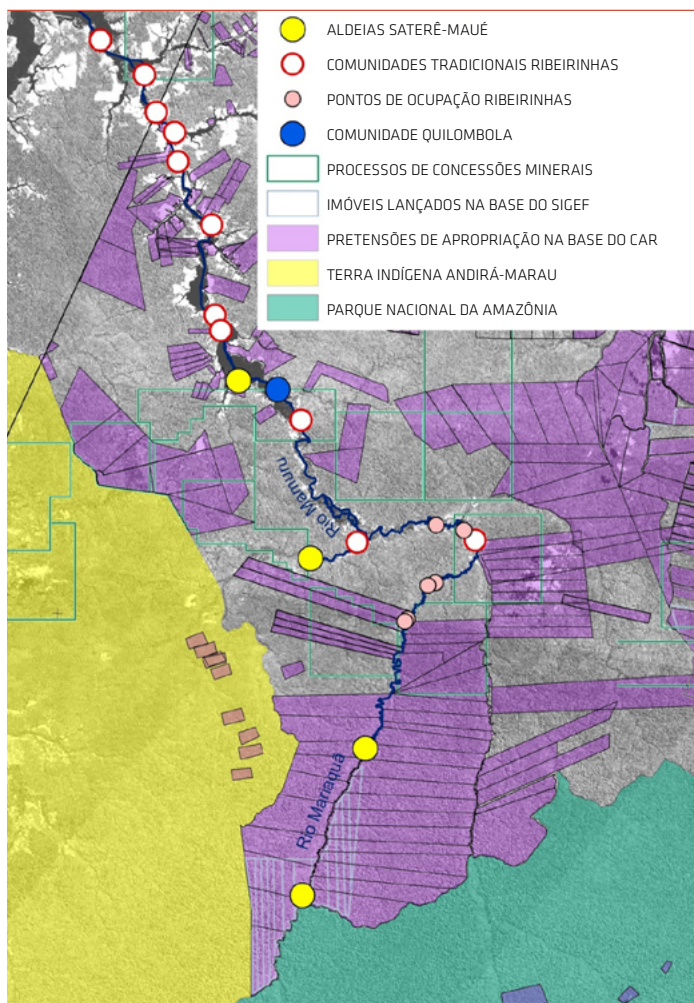 ALDEIAS SATERÊ-MAUÉ
COMUNIDADES TRADICIONAIS RIBEIRINHAS
PONTOS DE OCUPAÇÃO RIBEIRINHAS
COMUNIDADE QUILOMBOLA
PROCESSOS DE CONCESSÕES MINERAIS
IMÓVEIS LANÇADOS NA BASE DO SIGEF
PRETENSÕES DE APROPRIAÇÃO NA BASE DO CAR
TERRA INDÍGENA ANDIRÁ-MARAU
PARQUE NACIONAL DA AMAZÔNIA
Rio Mamuru
Rio Mariaquã